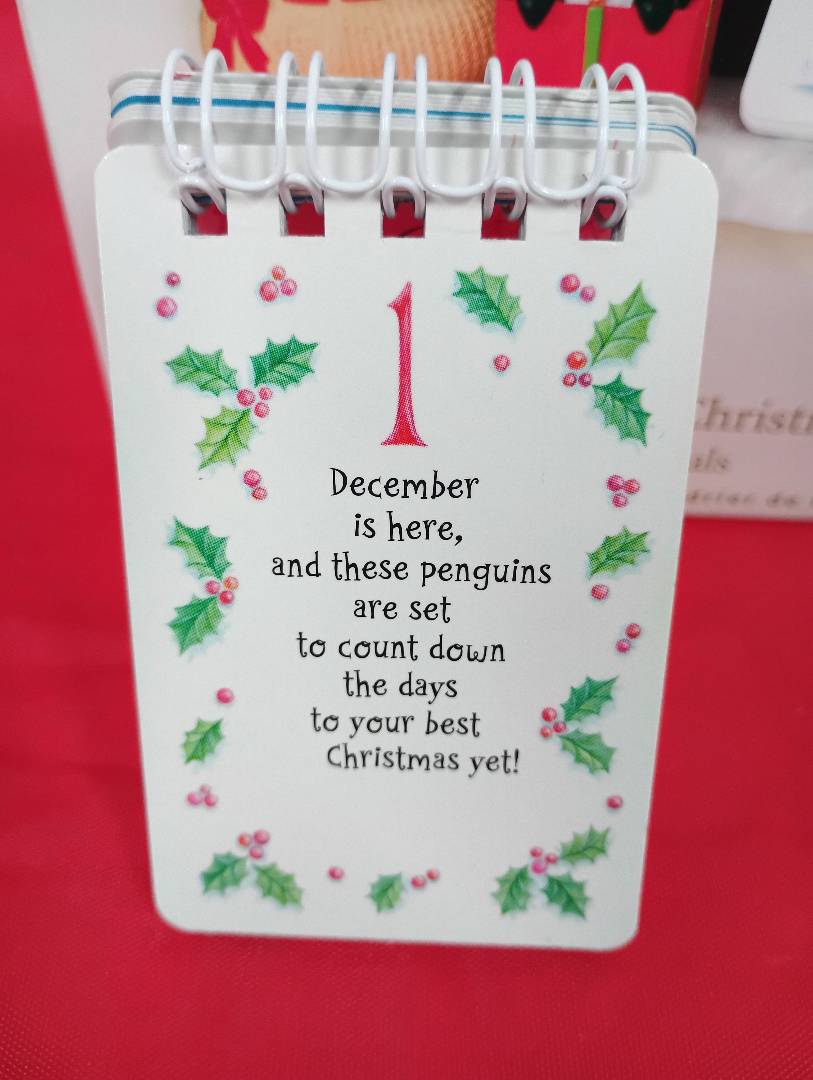 1
December
is here,
and these penguins
are set
to count down
the days
to your best
Christmas yet!